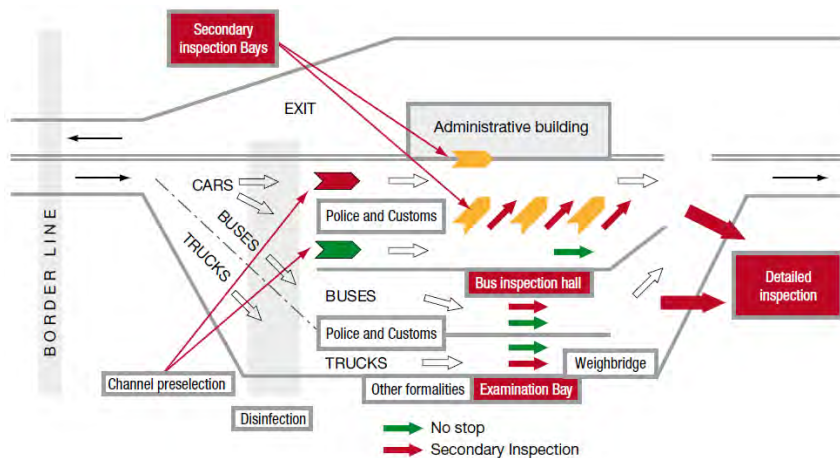 Secondary
inspection Bays
EXIT
Administrative building
CARS
BUSES
TRUCKS
Police and Customs
BORDER LINE
BUSES
Bus inspection hall
Detailed
inspection
Police and Customs
TRUCKS
Weighbridge
Channel preselection
Other formalities
Examination Bay
Disinfection
No stop
Secondary Inspection